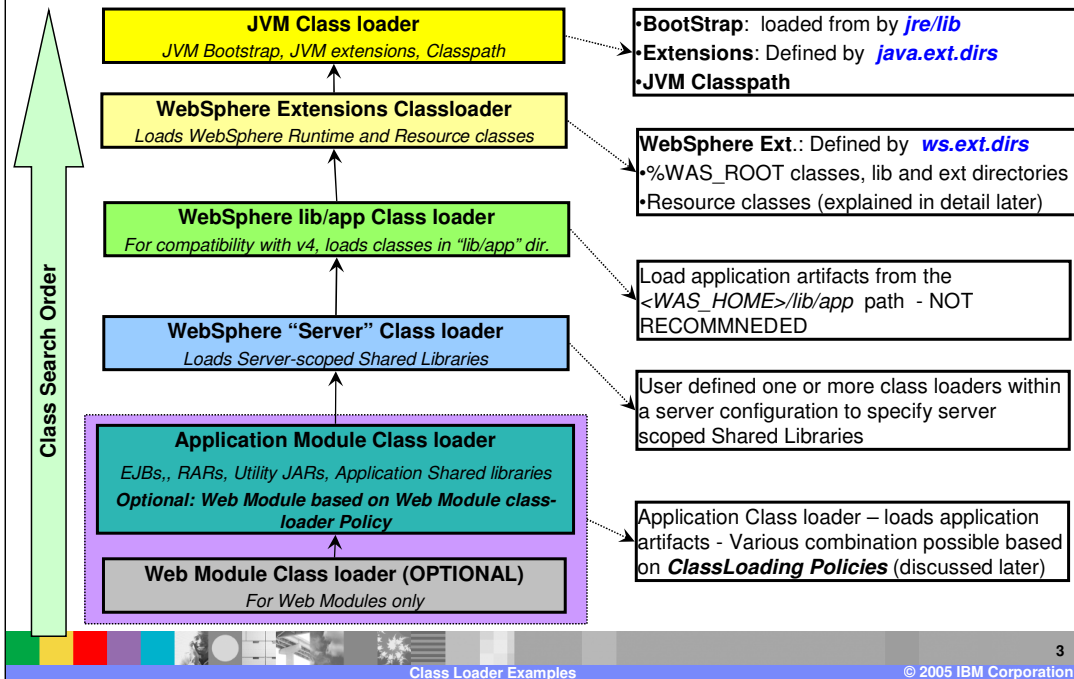 JVM Class loader
JVM Bootstrap, JVM extensions, Classpath
WebSphere Extensions Classloader
Loads WebSphere Runtime and Resource classes
WebSphere lib/app Class loader
For compatibility with v4, loads classes in “lib/app” dir.
WebSphere “Server” Class loader
Loads Server-scoped Shared Libraries
Application Module Class loader
EJBs,, RARs, Utility JARs, Application Shared libraries
Optional: Web Module based on Web Module class-
loader Policy
Web Module Class loader (OPTIONAL)
For Web Modules only
Class Search Order
•BootStrap: loaded from by jre/lib
•Extensions: Defined by java.ext.dirs
•JVM Classpath
WebSphere Ext.: Defined by ws.ext.dirs
•%WAS_ROOT classes, lib and ext directories
•Resource classes (explained in detail later)
Load application artifacts from the
<WAS_HOME>/lib/app path - NOT
RECOMMNEDED
User defined one or more class loaders within
a server configuration to specify server
scoped Shared Libraries
Application Class loader – loads application
artifacts - Various combination possible based
on ClassLoading Policies (discussed later)
3
Class Loader Examples
© 2005 IBM Corporation